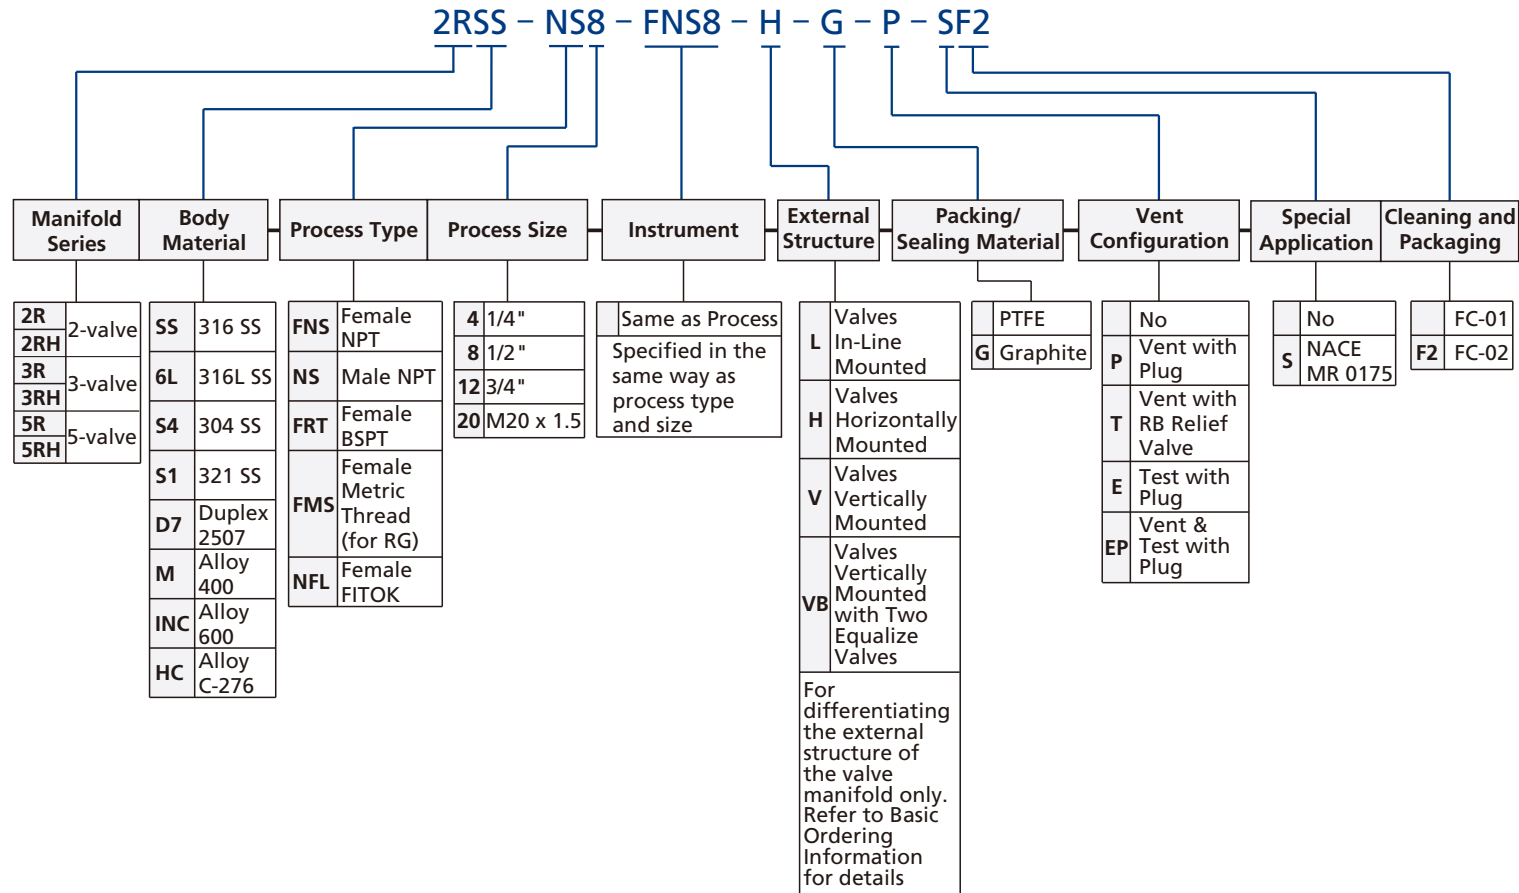 2RSS – NS8 – FNS8 – H – G – P – SF2
Manifold
Series
Body
Material
Process Type
Process Size
Instrument
External
Structure
Packing/
Sealing Material
Vent
Configuration
Special
Application
Cleaning and
Packaging
2R
2RH
2-valve
3R
3RH
3-valve
5R
5RH
5-valve
SS 316 SS
6L 316L SS
S4 304 SS
S1 321 SS
D7 Duplex
2507
M Alloy
400
INC Alloy
600
HC Alloy
C-276
FNS Female
NPT
NS Male NPT
FRT Female
BSPT
FMS Female
Metric
Thread
(for RG)
NFL Female
FITOK
4 1/4"
8 1/2"
12 3/4"
20 M20 x 1.5
Same as Process
Specified in the
same way as
process type
and size
L Valves
In-Line
Mounted
H Valves
Horizontally
Mounted
V Valves
Vertically
Mounted
VB Valves
Vertically
Mounted
with Two
Equalize
Valves
For
differentiating
the external
structure of
the valve
manifold only.
Refer to Basic
Ordering
Information
for details
PTFE
G Graphite
No
P Vent with
Plug
T Vent with
RB Relief
Valve
E Test with
Plug
EP Vent &
Test with
Plug
No
S NACE
MR 0175
FC-01
F2 FC-02